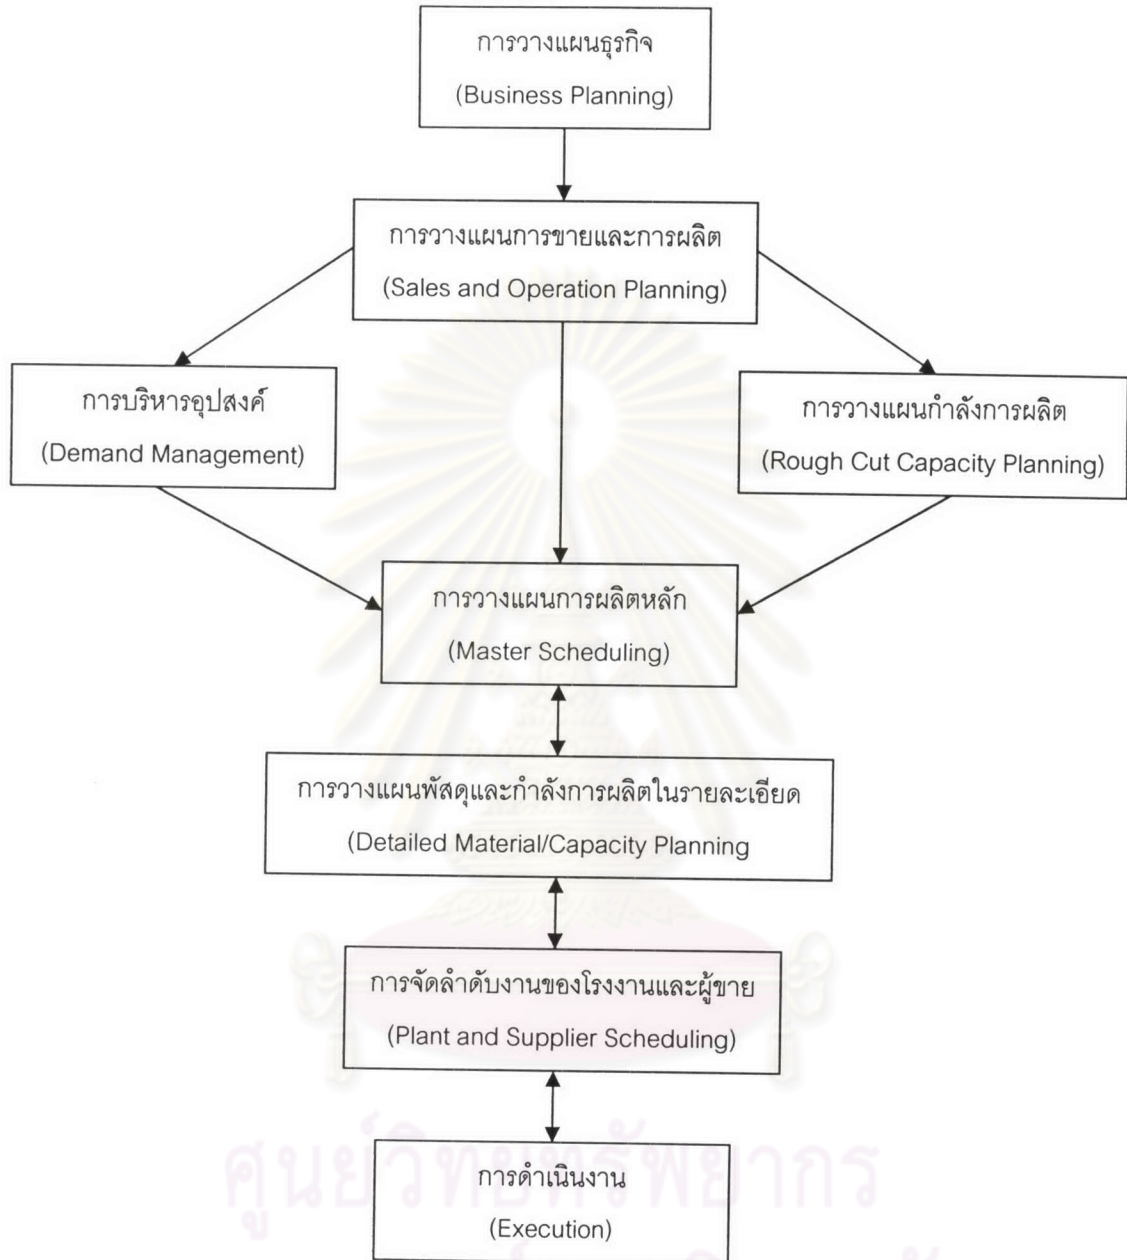 การวางแผนธุรกิจ
(Business Planning)
การวางแผนการขายและการผลิต
(Sales and Operation Planning)
การบริหารอุปสงค์
(Demand Management)
การวางแผนกำลังการผลิต
(Rough Cut Capacity Planning)
การวางแผนการผลิตหลัก
(Master Scheduling)
การวางแผนพัสดุและกำลังการผลิตในรายละเอียด
(Detailed Material/Capacity Planning
การจัดลำดับงานของโรงงานและผู้ขาย
(Plant and Supplier Scheduling)
การดำเนินงาน
(Execution)
ศูนย์วิทยทรัพยากร